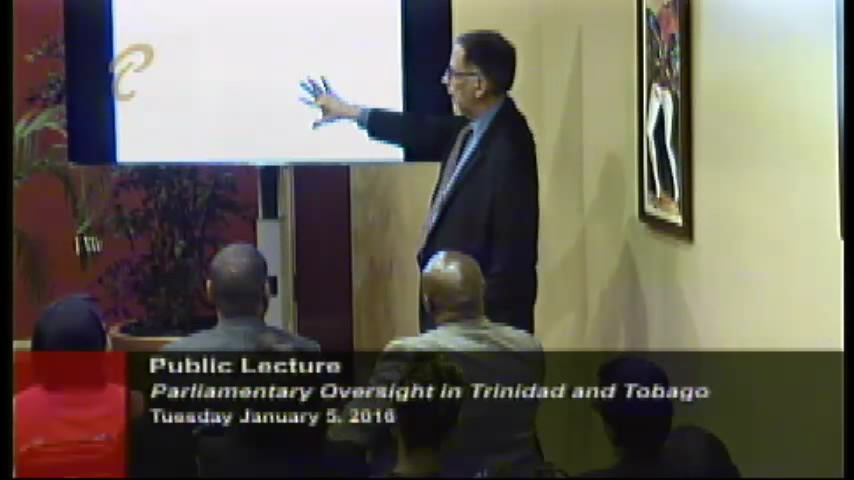 Public Lecture
Parliamentary Oversight in Trinidad and Tobago
Tuesday January 5, 2016